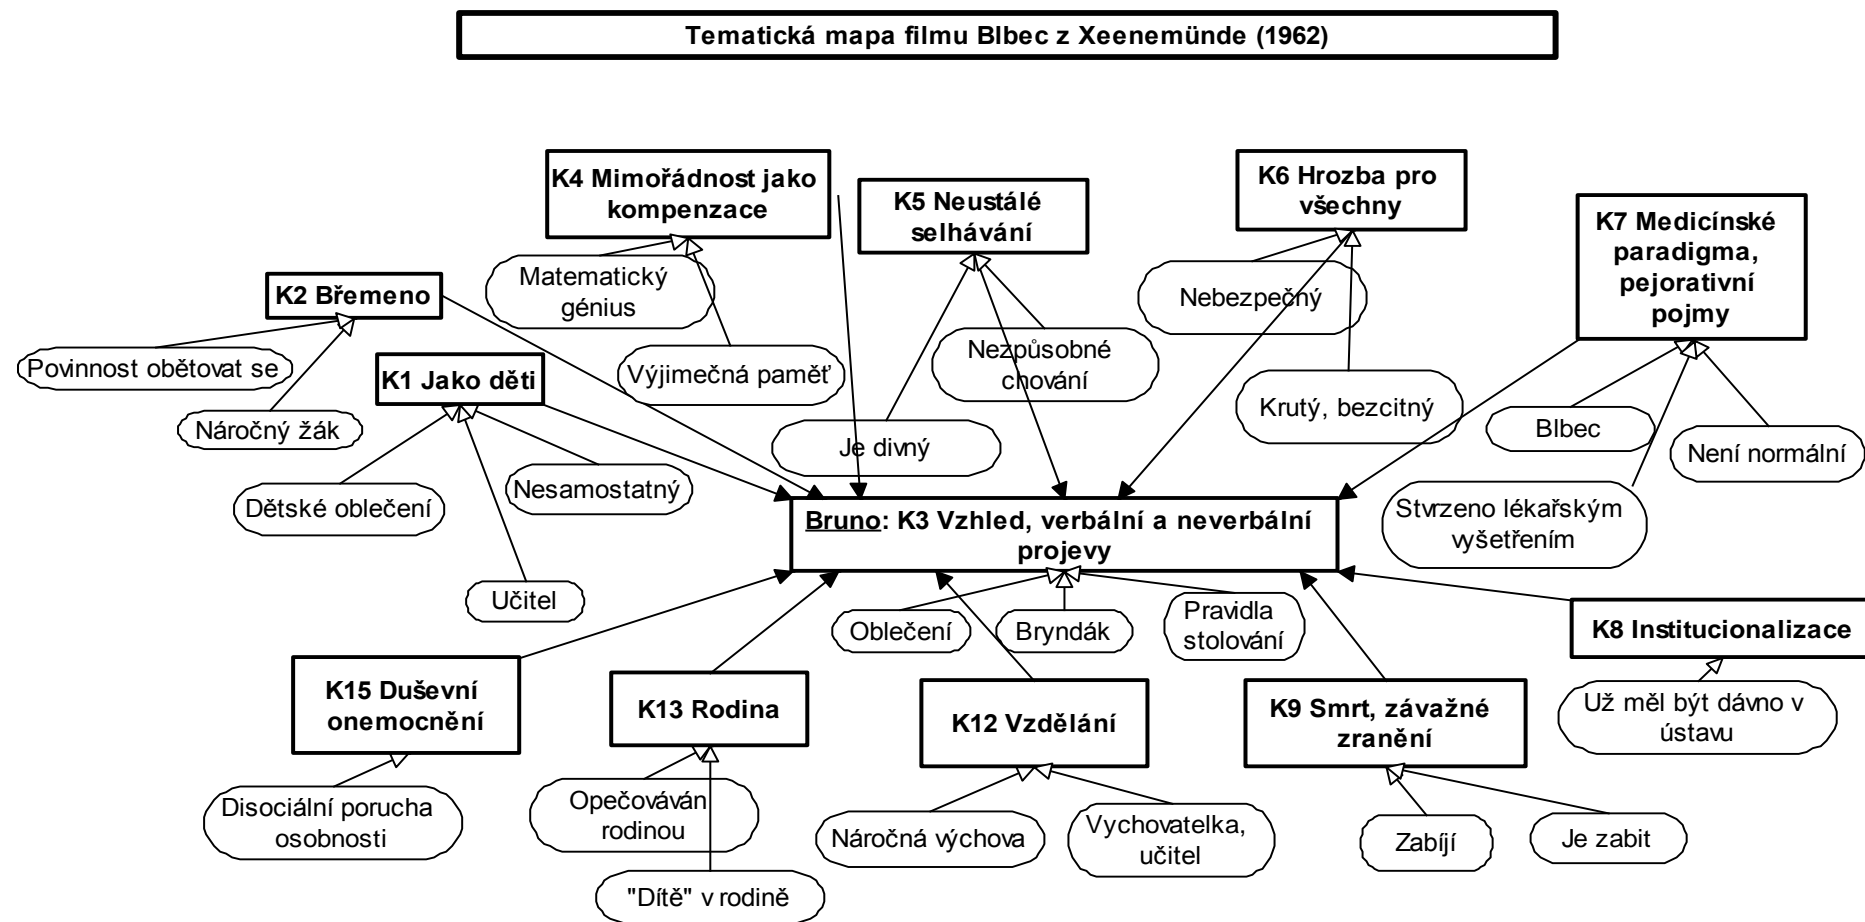 Tematická mapa filmu Blbec z Xeenemünde (1962)
K4 Mimořádnost jako
kompenzace
K5 Neustálé
selhávání
K6 Hrozba pro
všechny
K7 Medicínské
paradigma,
pejorativní
pojmy
K2 Břemeno
Matematický
génius
Nebezpečný
Povinnost obětovat se
K1 Jako děti
Výjimečná paměť
Nezpůsobné
chování
Krutý, bezcitný
Náročný žák
Je divný
Blbec
Není normální
Dětské oblečení
Nesamostatný
Stvrzeno lékařským
vyšetřením
Bruno: K3 Vzhled, verbální a neverbální
projevy
Učitel
Oblečení
Bryndák
Pravidla
stolování
K8 Institucionalizace
K15 Duševní
onemocnění
K13 Rodina
K12 Vzdělání
K9 Smrt, závažné
zranění
Už měl být dávno v
ústavu
Disociální porucha
osobnosti
Opečováván
rodinou
Náročná výchova
Vychovatelka,
učitel
Zabíjí
Je zabit
"Dítě" v rodině